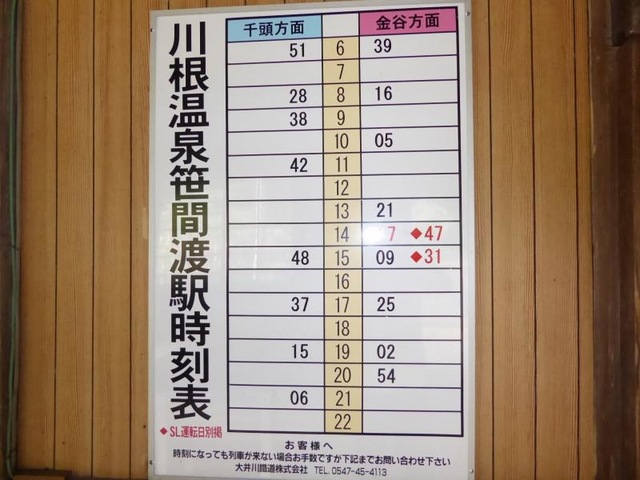 川根温泉笹間渡駅時刻表
千頭方面 金谷方面
51 6 39
7
28 8 16
38 9
10 05
42 11
12
13 21
14 7 ◆47
48 15 09 ◆31
16
37 17 25
18
15 19 02
20 54
06 21
22
◆SL運転日別掲
お客様へ
時刻になっても列車が来ない場合お手数ですが下記までお問い合わせ下さい
大井川鐵道株式会社 TEL. 0547-45-4113